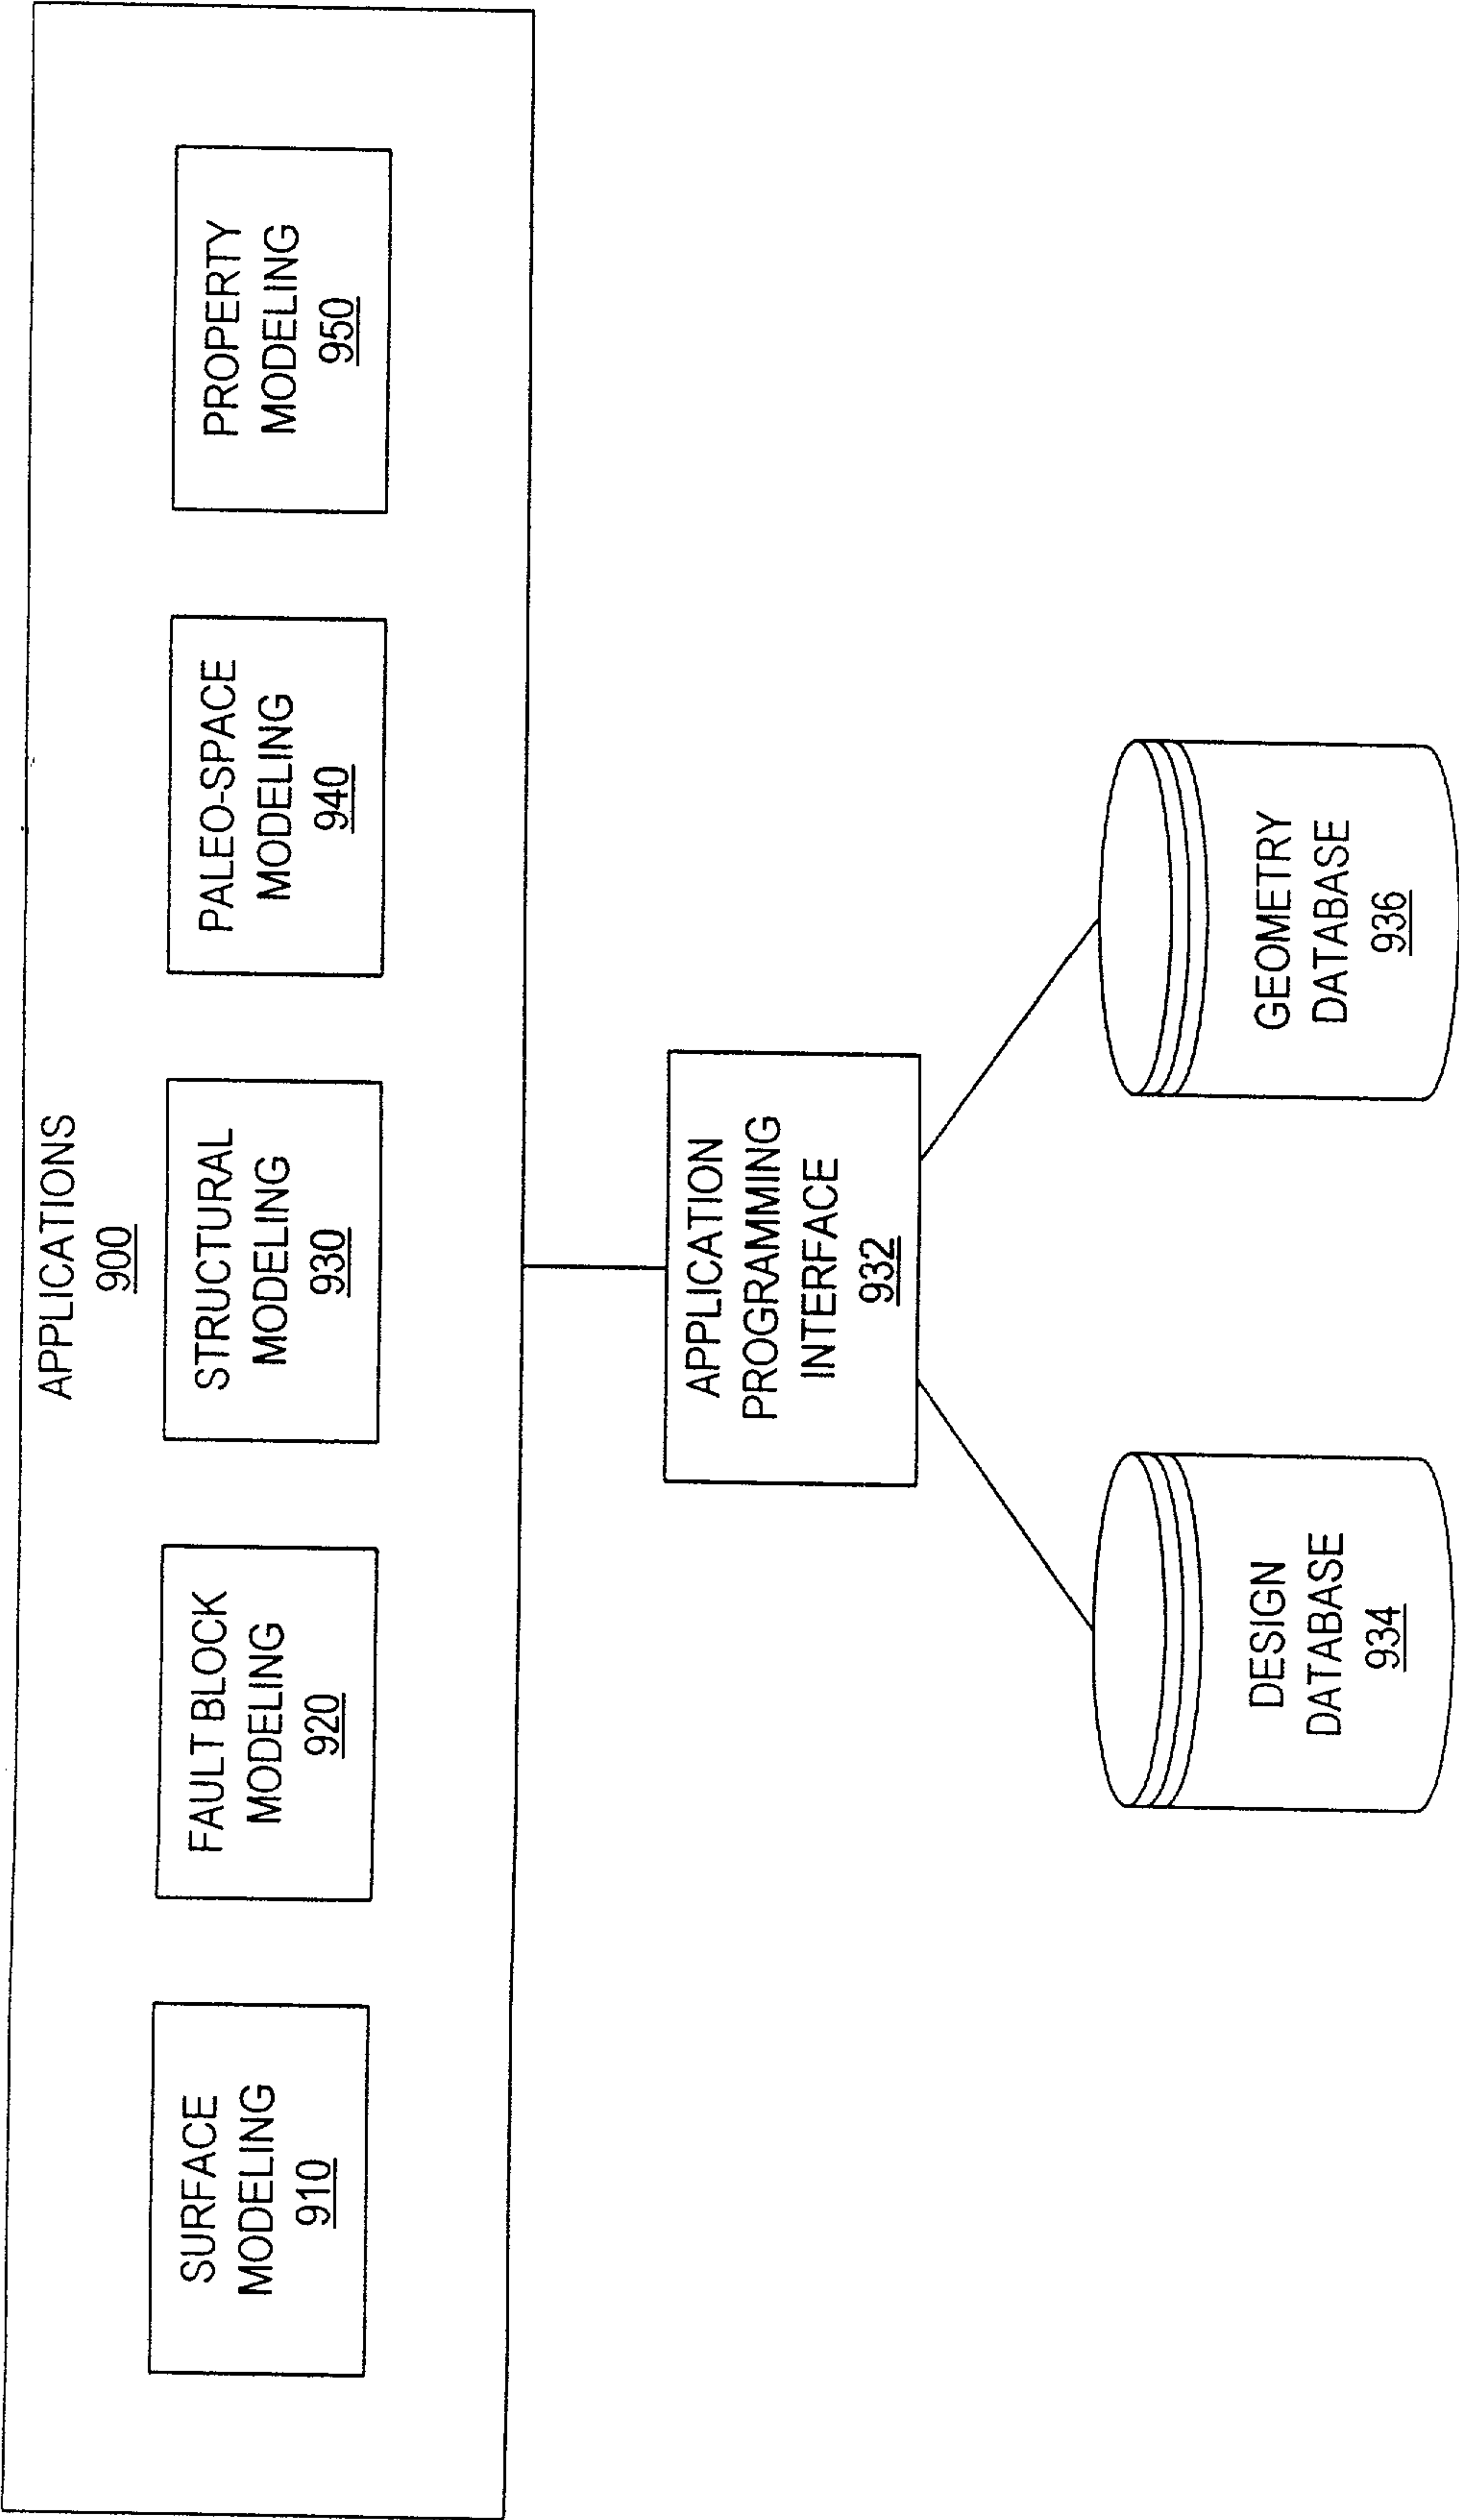 APPLICATIONS
900
SURFACE
MODELING
910
FAULT BLOCK
MODELING
920
STRUCTURAL
MODELING
930
PALEO-SPACE
MODELING
940
PROPERTY
MODELING
950
APPLICATION
PROGRAMMING
INTERFACE
932
DESIGN
DATABASE
934
GEOMETRY
DATABASE
936